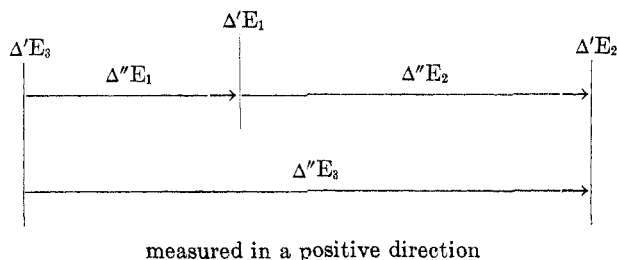 Δ′E₁
Δ′E₃ Δ′E₂
Δ″E₁ Δ″E₂
Δ″E₃
measured in a positive direction